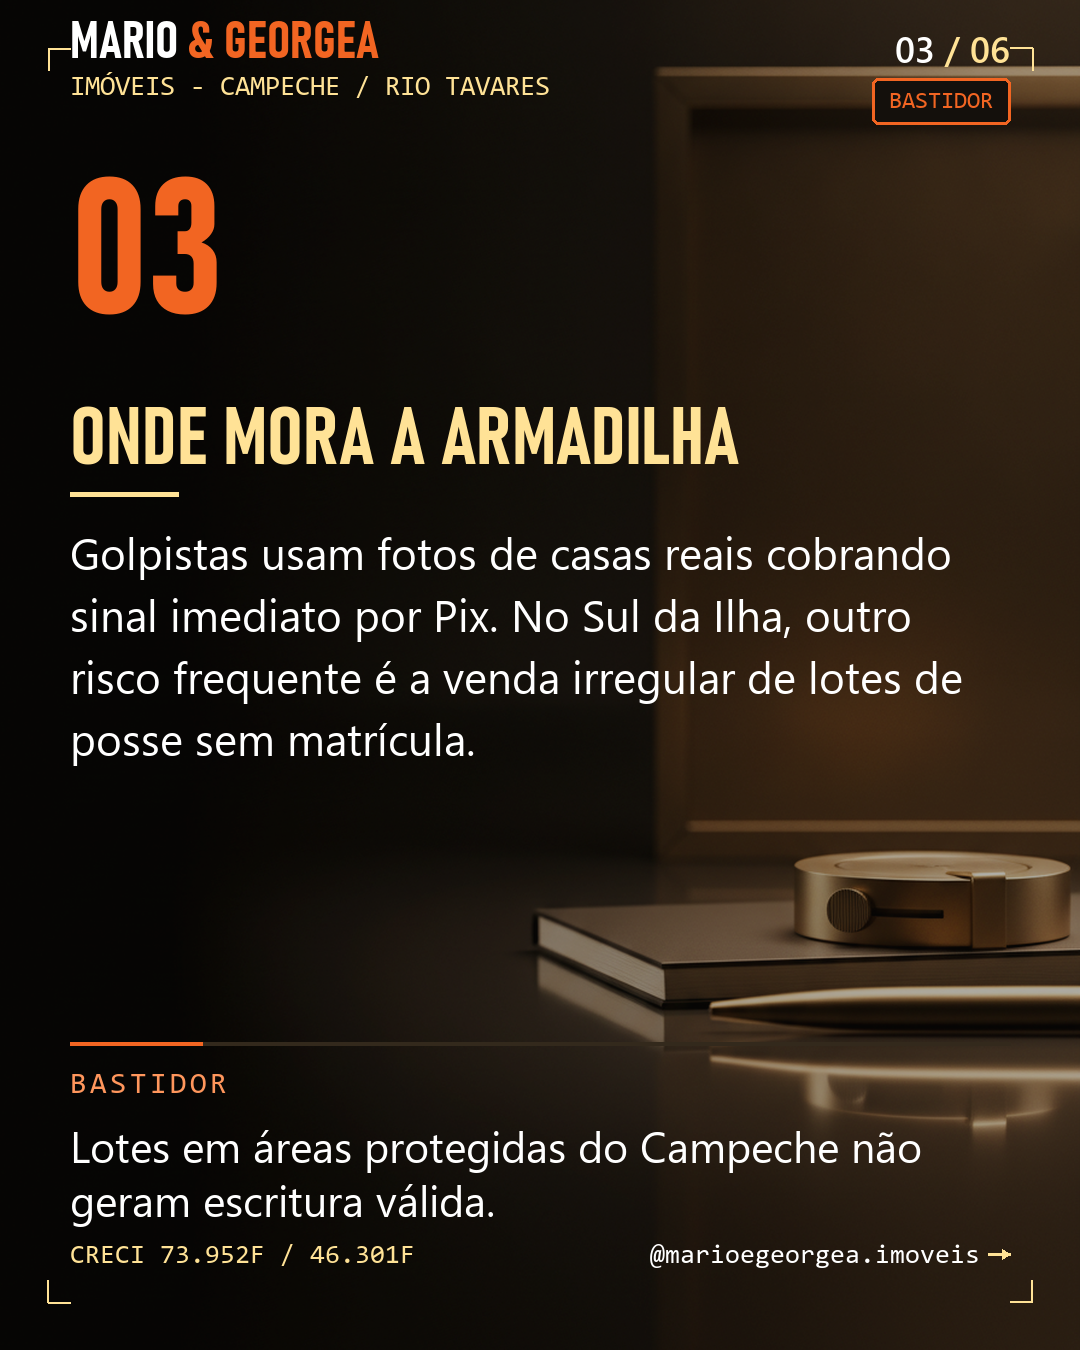 MARIO & GEORGEA
IMÓVEIS - CAMPECHE / RIO TAVARES
03 / 06
BASTIDOR
03
ONDE MORA A ARMADILHA
Golpistas usam fotos de casas reais cobrando
sinal imediato por Pix. No Sul da Ilha, outro
risco frequente é a venda irregular de lotes de
posse sem matrícula.
BASTIDOR
Lotes em áreas protegidas do Campeche não
geram escritura válida.
CRECI 73.952F / 46.301F
@marioegeorgea.imoveis →